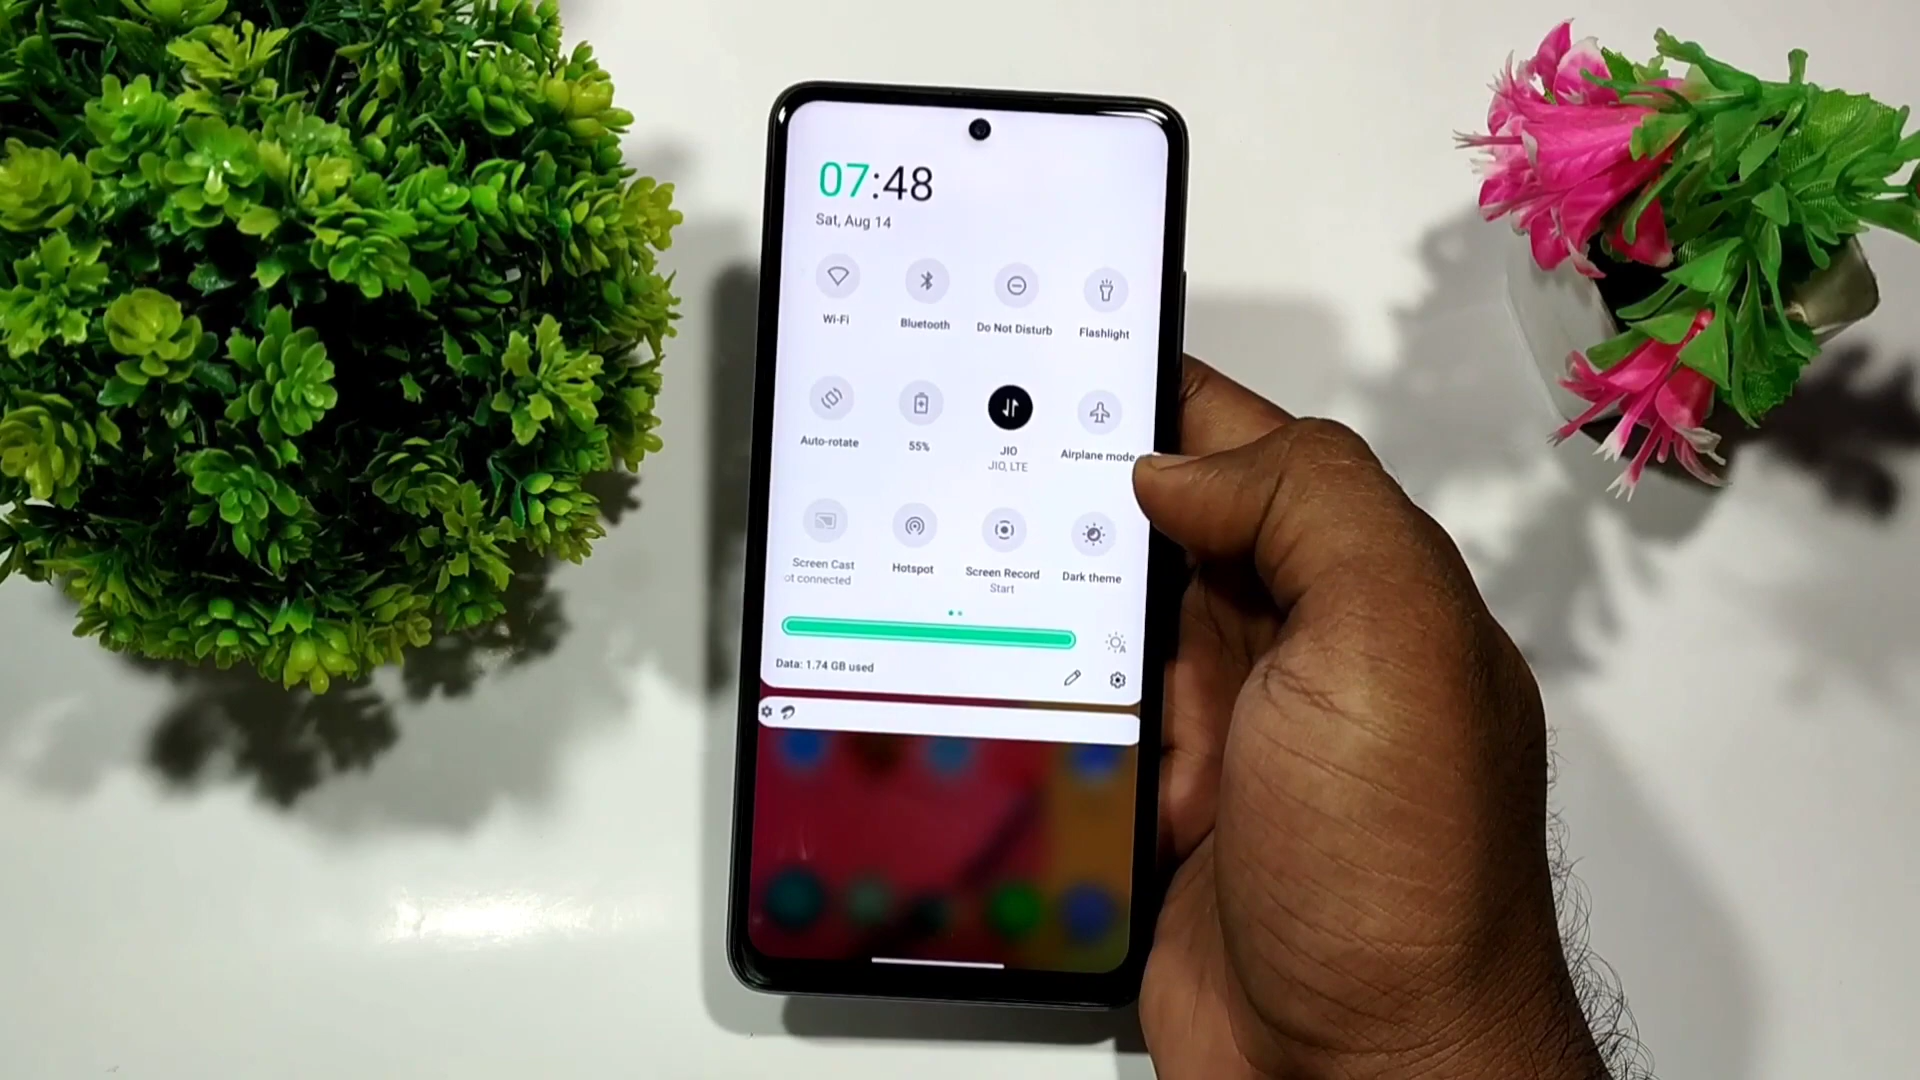 07:48
Sat, Aug 14
Wi-Fi
Bluetooth
Do Not Disturb
Flashlight
Auto-rotate
55%
JIO
JIO, LTE
Airplane mode
Screen Cast
ot connected
Hotspot
Screen Record
Start
Dark theme
Data: 1.74 GB used